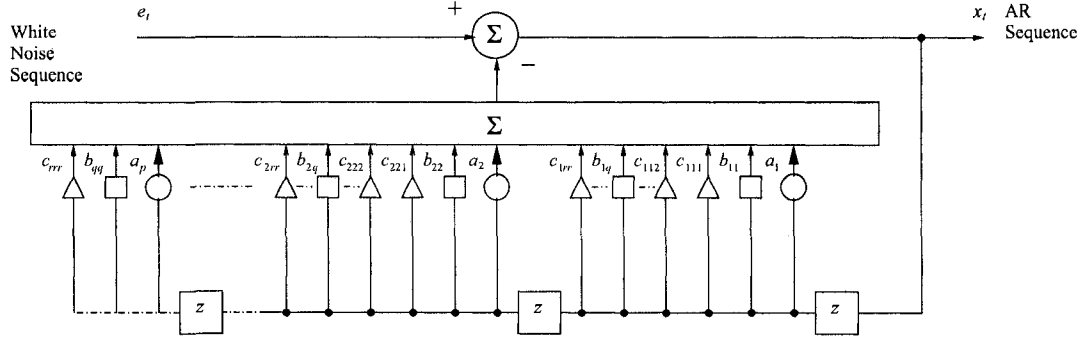 White
Noise
Sequence
e_t
+
Σ
x_t
AR
Sequence
−
Σ
c_rrr b_qq a_p c_2rr b_2q c_222 c_221 b_22 a_2 c_1rr b_1q c_112 c_111 b_11 a_1
z z z